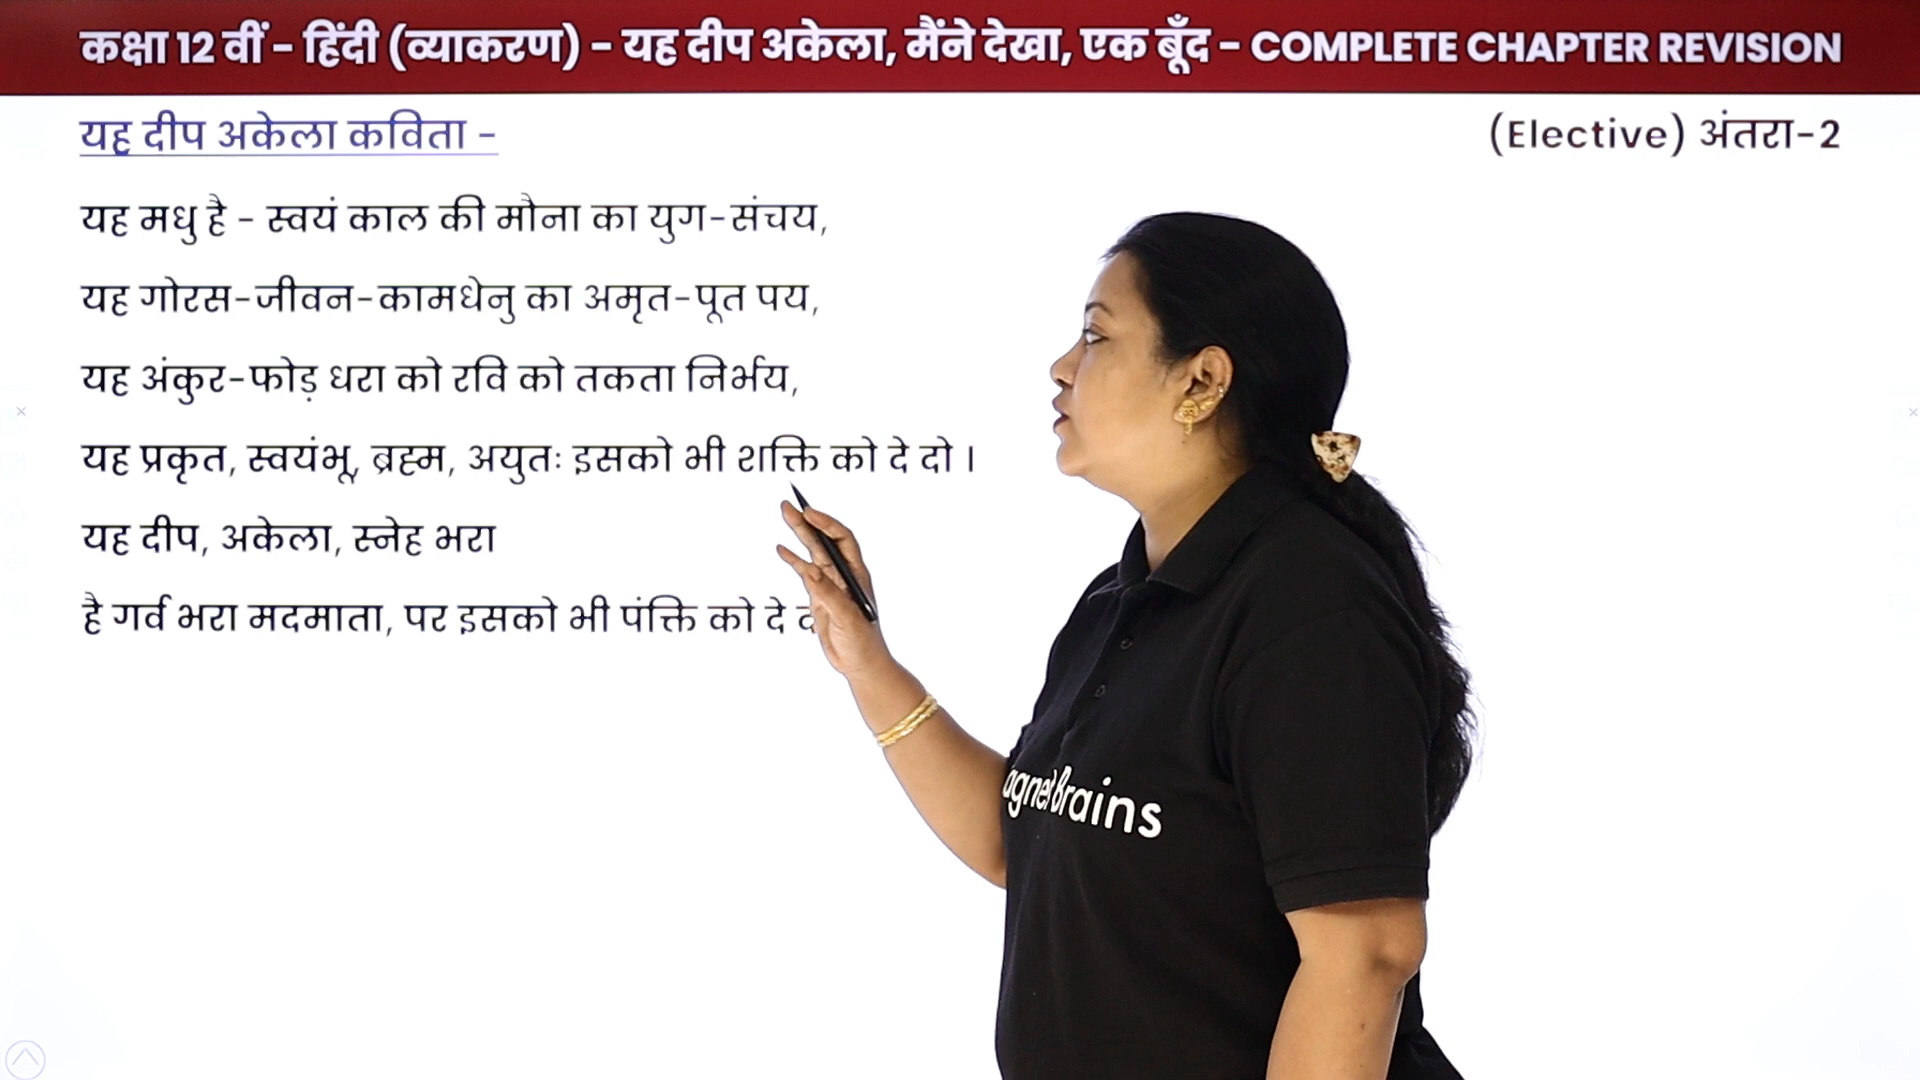 कक्षा 12 वीं - हिंदी (व्याकरण) - यह दीप अकेला, मैंने देखा, एक बूँद - COMPLETE CHAPTER REVISION
यह दीप अकेला कविता -
(Elective) अंतरा-2
यह मधु है - स्वयं काल की मौना का युग-संचय,
यह गोरस-जीवन-कामधेनु का अमृत-पूत पय,
यह अंकुर-फोड़ धरा को रवि को तकता निर्भय,
यह प्रकृत, स्वयंभू, ब्रह्म, अयुतः इसको भी शक्ति को दे दो ।
यह दीप, अकेला, स्नेह भरा
है गर्व भरा मदमाता, पर इसको भी पंक्ति को दे
agnet Brains